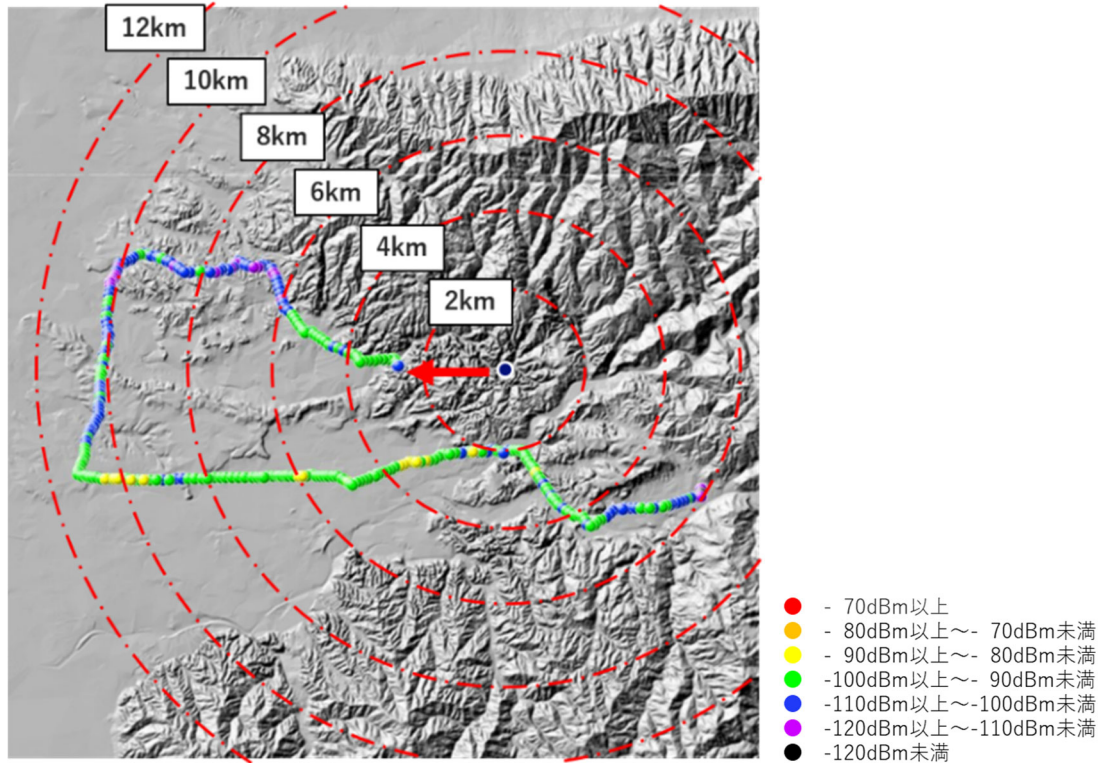 12km
10km
8km
6km
4km
2km
- 70dBm以上
- 80dBm以上～- 70dBm未満
- 90dBm以上～- 80dBm未満
-100dBm以上～- 90dBm未満
-110dBm以上～-100dBm未満
-120dBm以上～-110dBm未満
-120dBm未満